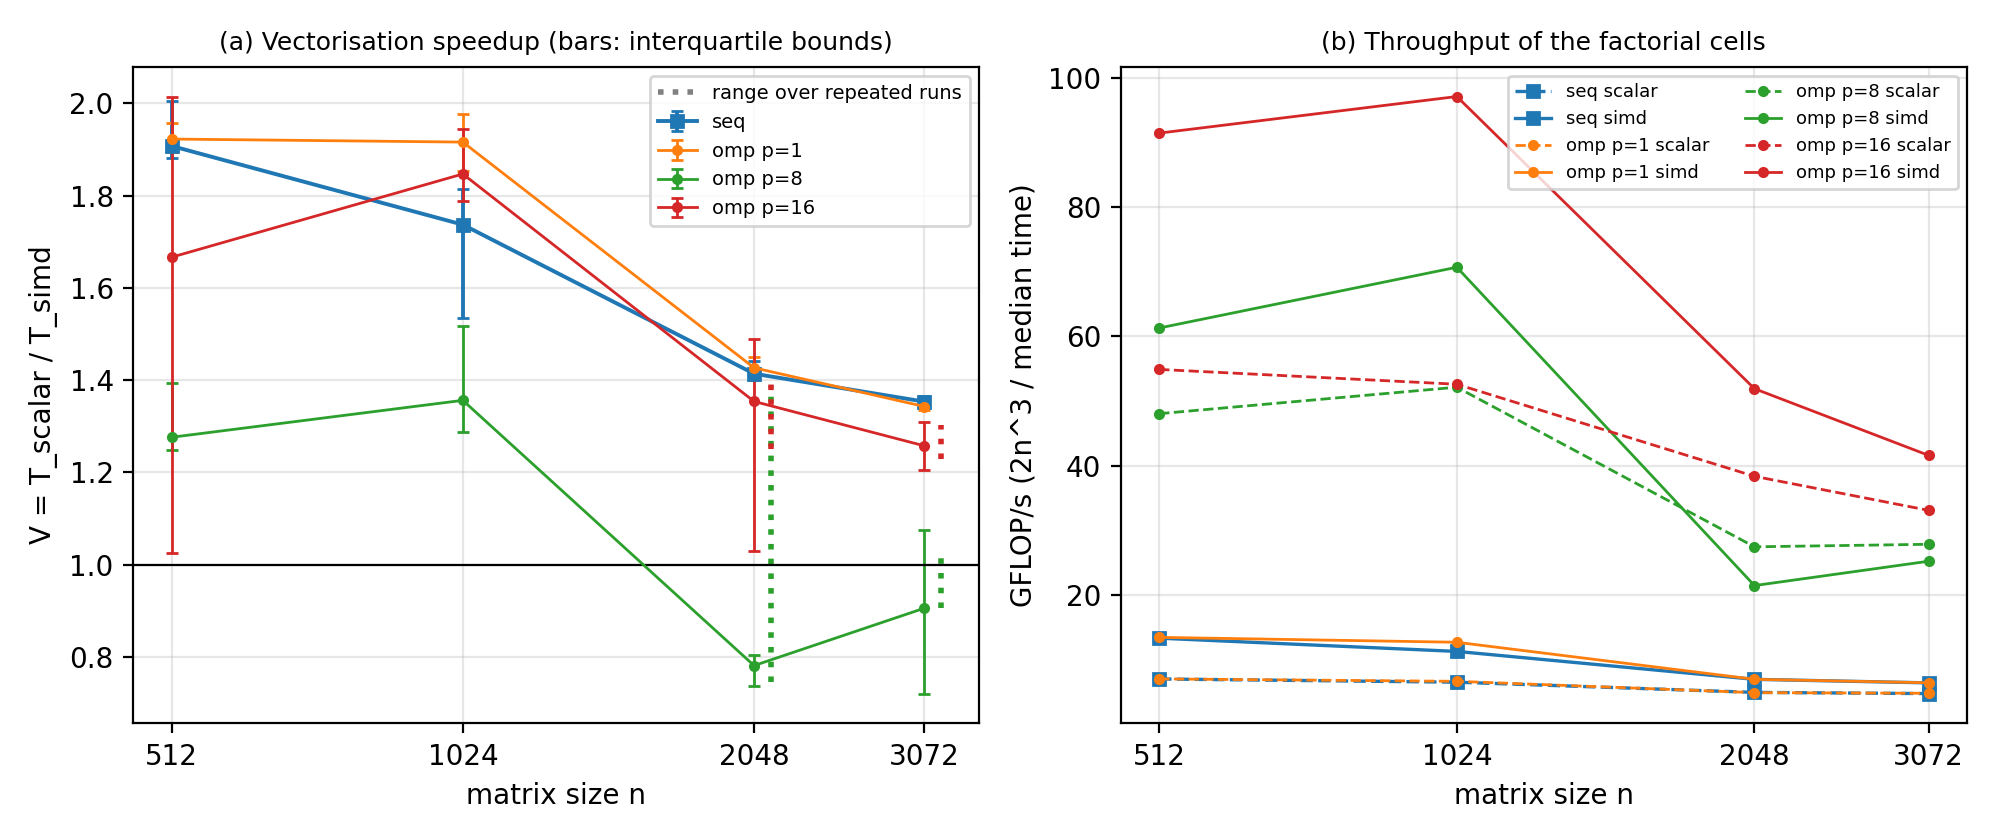 (a) Vectorisation speedup (bars: interquartile bounds)
V = T_scalar / T_simd
2.0
1.8
1.6
1.4
1.2
1.0
0.8
range over repeated runs
seq
omp p=1
omp p=8
omp p=16
512
1024
2048
3072
matrix size n
(b) Throughput of the factorial cells
GFLOP/s (2n^3 / median time)
100
80
60
40
20
seq scalar
seq simd
omp p=1 scalar
omp p=1 simd
omp p=8 scalar
omp p=8 simd
omp p=16 scalar
omp p=16 simd
512
1024
2048
3072
matrix size n